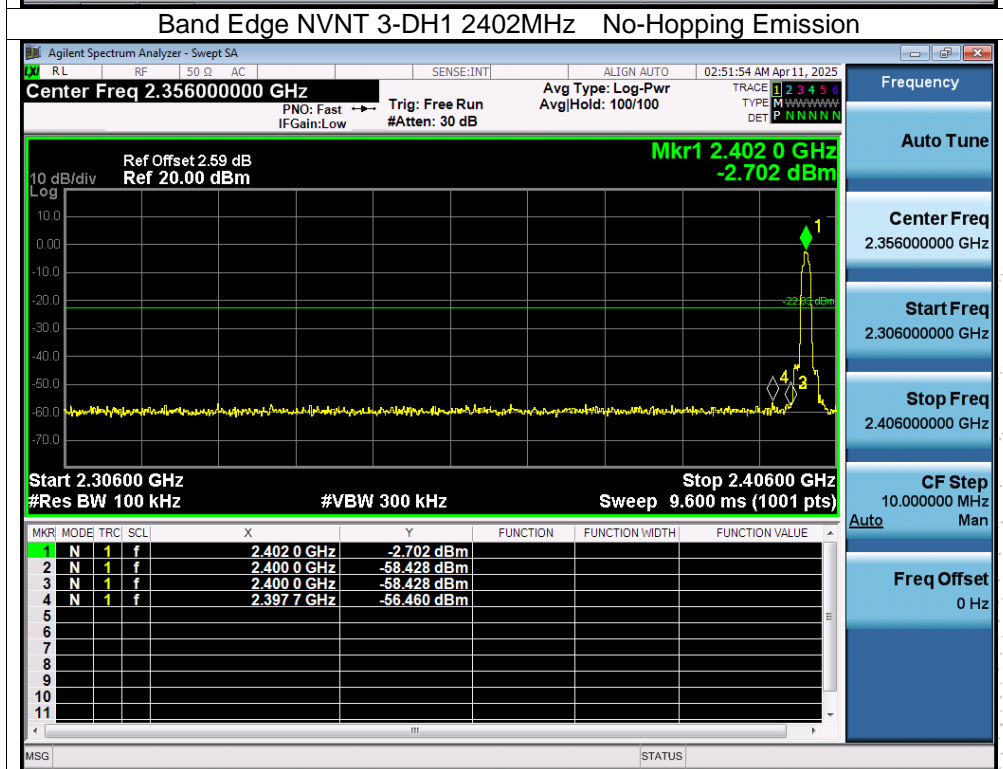 Band Edge NVNT 3-DH1 2402MHz No-Hopping Emission
Agilent Spectrum Analyzer - Swept SA
LXI RL RF 50 Ω AC SENSE:INT ALIGN AUTO 02:51:54 AM Apr 11, 2025
Center Freq 2.356000000 GHz
PNO: Fast
IFGain:Low
Trig: Free Run
#Atten: 30 dB
Avg Type: Log-Pwr
Avg|Hold: 100/100
TRACE 1 2 3 4 5 6
TYPE M WWWWW
DET P N N N N N
Frequency
Auto Tune
Center Freq
2.356000000 GHz
Start Freq
2.306000000 GHz
Stop Freq
2.406000000 GHz
CF Step
10.000000 MHz
Auto Man
Freq Offset
0 Hz
Mkr1 2.402 0 GHz
-2.702 dBm
Ref Offset 2.59 dB
10 dB/div Ref 20.00 dBm
Log
10.0
0.00
-10.0
-20.0
-30.0
-40.0
-50.0
-60.0
-70.0
1
4 3
Start 2.30600 GHz Stop 2.40600 GHz
#Res BW 100 kHz #VBW 300 kHz Sweep 9.600 ms (1001 pts)
MKR MODE TRC SCL X Y FUNCTION FUNCTION WIDTH FUNCTION VALUE
1 N 1 f 2.402 0 GHz -2.702 dBm
2 N 1 f 2.400 0 GHz -58.428 dBm
3 N 1 f 2.400 0 GHz -58.428 dBm
4 N 1 f 2.397 7 GHz -56.460 dBm
5
6
7
8
9
10
11
MSG STATUS